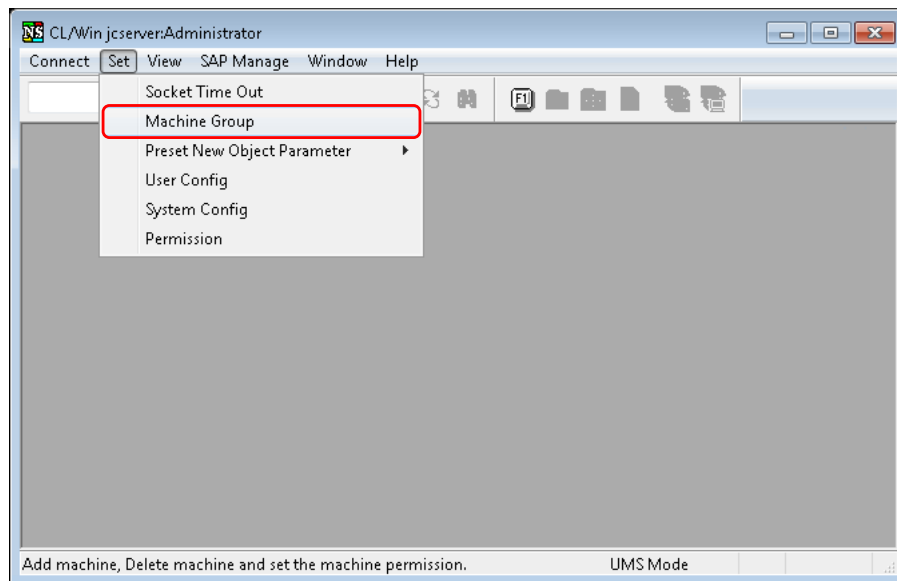 NS CL/Win jcserver:Administrator
Connect Set View SAP Manage Window Help
Socket Time Out
F1
Machine Group
Preset New Object Parameter
User Config
System Config
Permission
Add machine, Delete machine and set the machine permission. UMS Mode